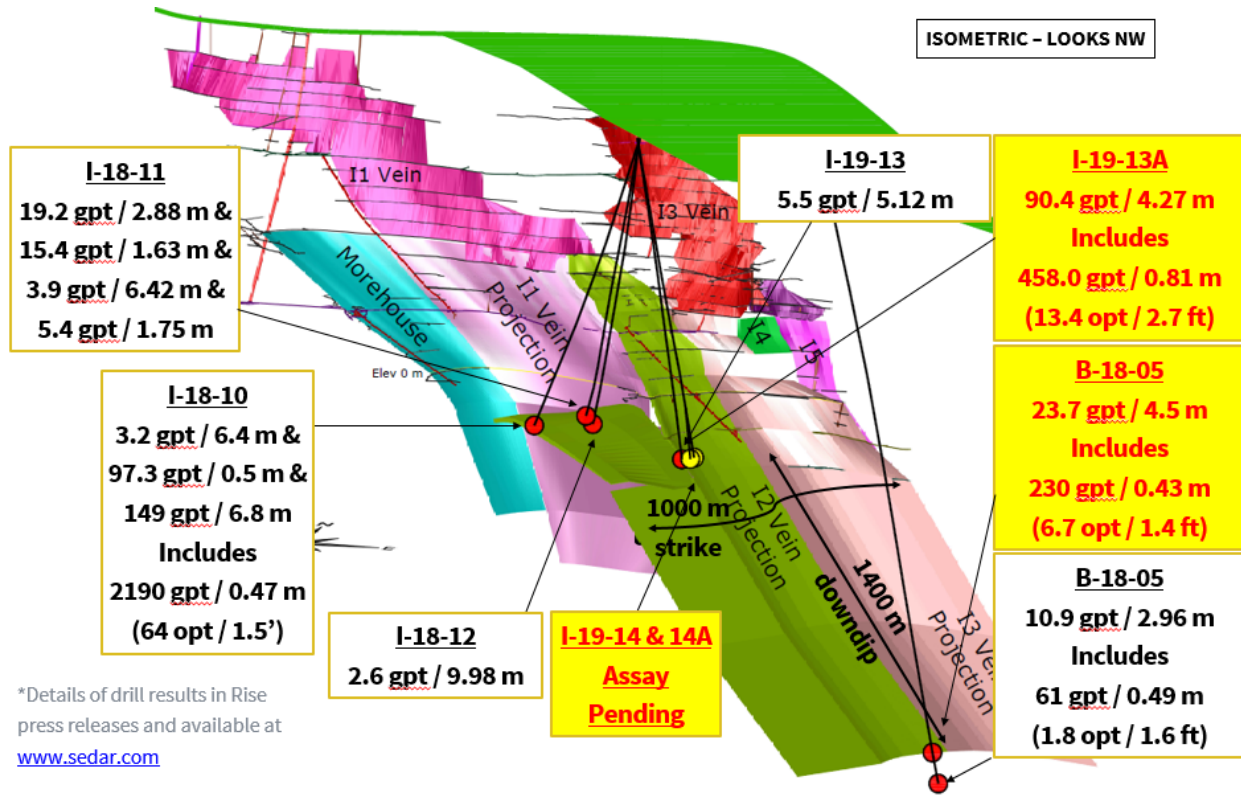 ISOMETRIC – LOOKS NW
I-18-11
19.2 gpt / 2.88 m &
15.4 gpt / 1.63 m &
3.9 gpt / 6.42 m &
5.4 gpt / 1.75 m
I-18-10
3.2 gpt / 6.4 m &
97.3 gpt / 0.5 m &
149 gpt / 6.8 m
Includes
2190 gpt / 0.47 m
(64 opt / 1.5’)
*Details of drill results in Rise
press releases and available at
www.sedar.com
I-18-12
2.6 gpt / 9.98 m
I-19-14 & 14A
Assay
Pending
I-19-13
5.5 gpt / 5.12 m
I-19-13A
90.4 gpt / 4.27 m
Includes
458.0 gpt / 0.81 m
(13.4 opt / 2.7 ft)
B-18-05
23.7 gpt / 4.5 m
Includes
230 gpt / 0.43 m
(6.7 opt / 1.4 ft)
B-18-05
10.9 gpt / 2.96 m
Includes
61 gpt / 0.49 m
(1.8 opt / 1.6 ft)
I1 Vein
I3 Vein
Morehouse
I1 Vein
Projection
I4
I5
Elev 0 m
I2 Vein
Projection
1000 m
strike
1400 m
downdip
I3 Vein
Projection